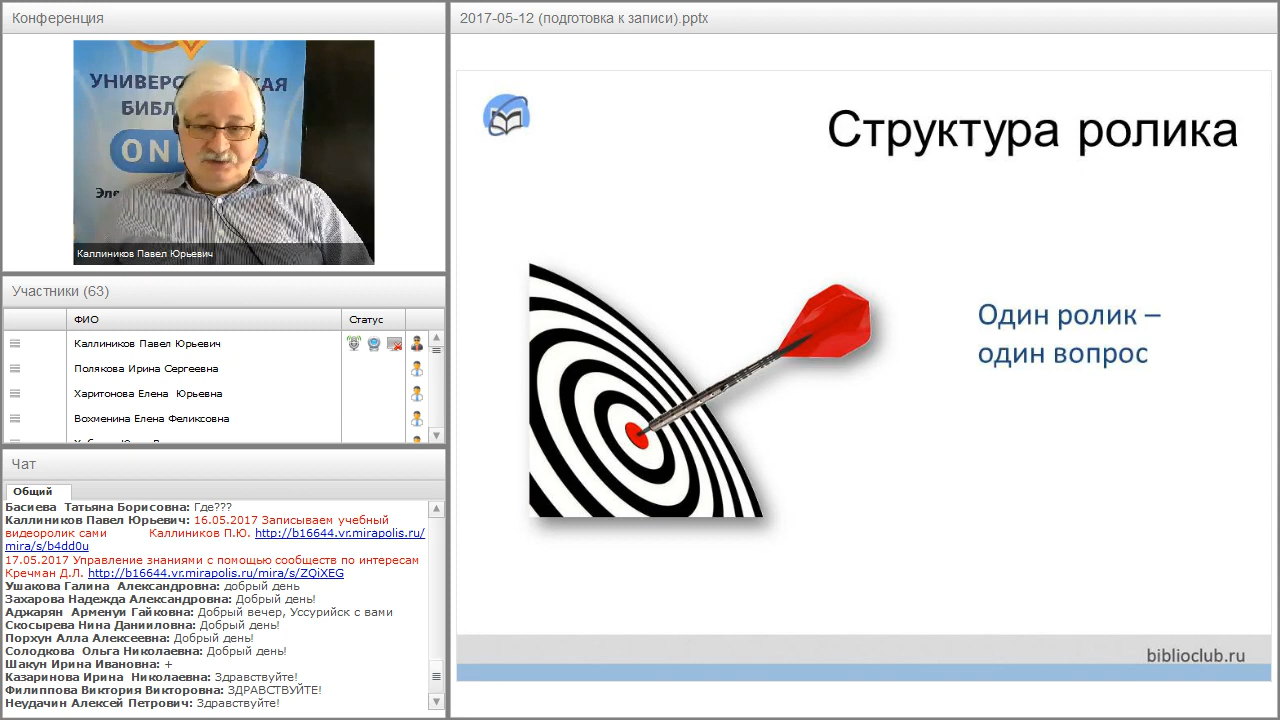 Конференция
УНИВЕРС КАЯ
БИБЛ
ON
Эле
Каллиников Павел Юрьевич
Участники (63)
ФИО Статус
Каллиников Павел Юрьевич
Полякова Ирина Сергеевна
Харитонова Елена Юрьевна
Вохменина Елена Феликсовна
Чат
Общий
Басиева Татьяна Борисовна: Где???
Каллиников Павел Юрьевич: 16.05.2017 Записываем учебный
видеоролик сами Каллиников П.Ю. http://b16644.vr.mirapolis.ru/
mira/s/b4dd0u
17.05.2017 Управление знаниями с помощью сообществ по интересам
Кречман Д.Л. http://b16644.vr.mirapolis.ru/mira/s/ZQiXEG
Ушакова Галина Александровна: добрый день
Захарова Надежда Александровна: Добрый день!
Аджарян Арменуи Гайковна: Добрый вечер, Уссурийск с вами
Скосырева Нина Данииловна: Добрый день!
Порхун Алла Алексеевна: Добрый день!
Солодкова Ольга Николаевна: Добрый день!
Шакун Ирина Ивановна: +
Казаринова Ирина Николаевна: Здравствуйте!
Филиппова Виктория Викторовна: ЗДРАВСТВУЙТЕ!
Неудачин Алексей Петрович: Здравствуйте!
2017-05-12 (подготовка к записи).pptx
Структура ролика
Один ролик –
один вопрос
biblioclub.ru